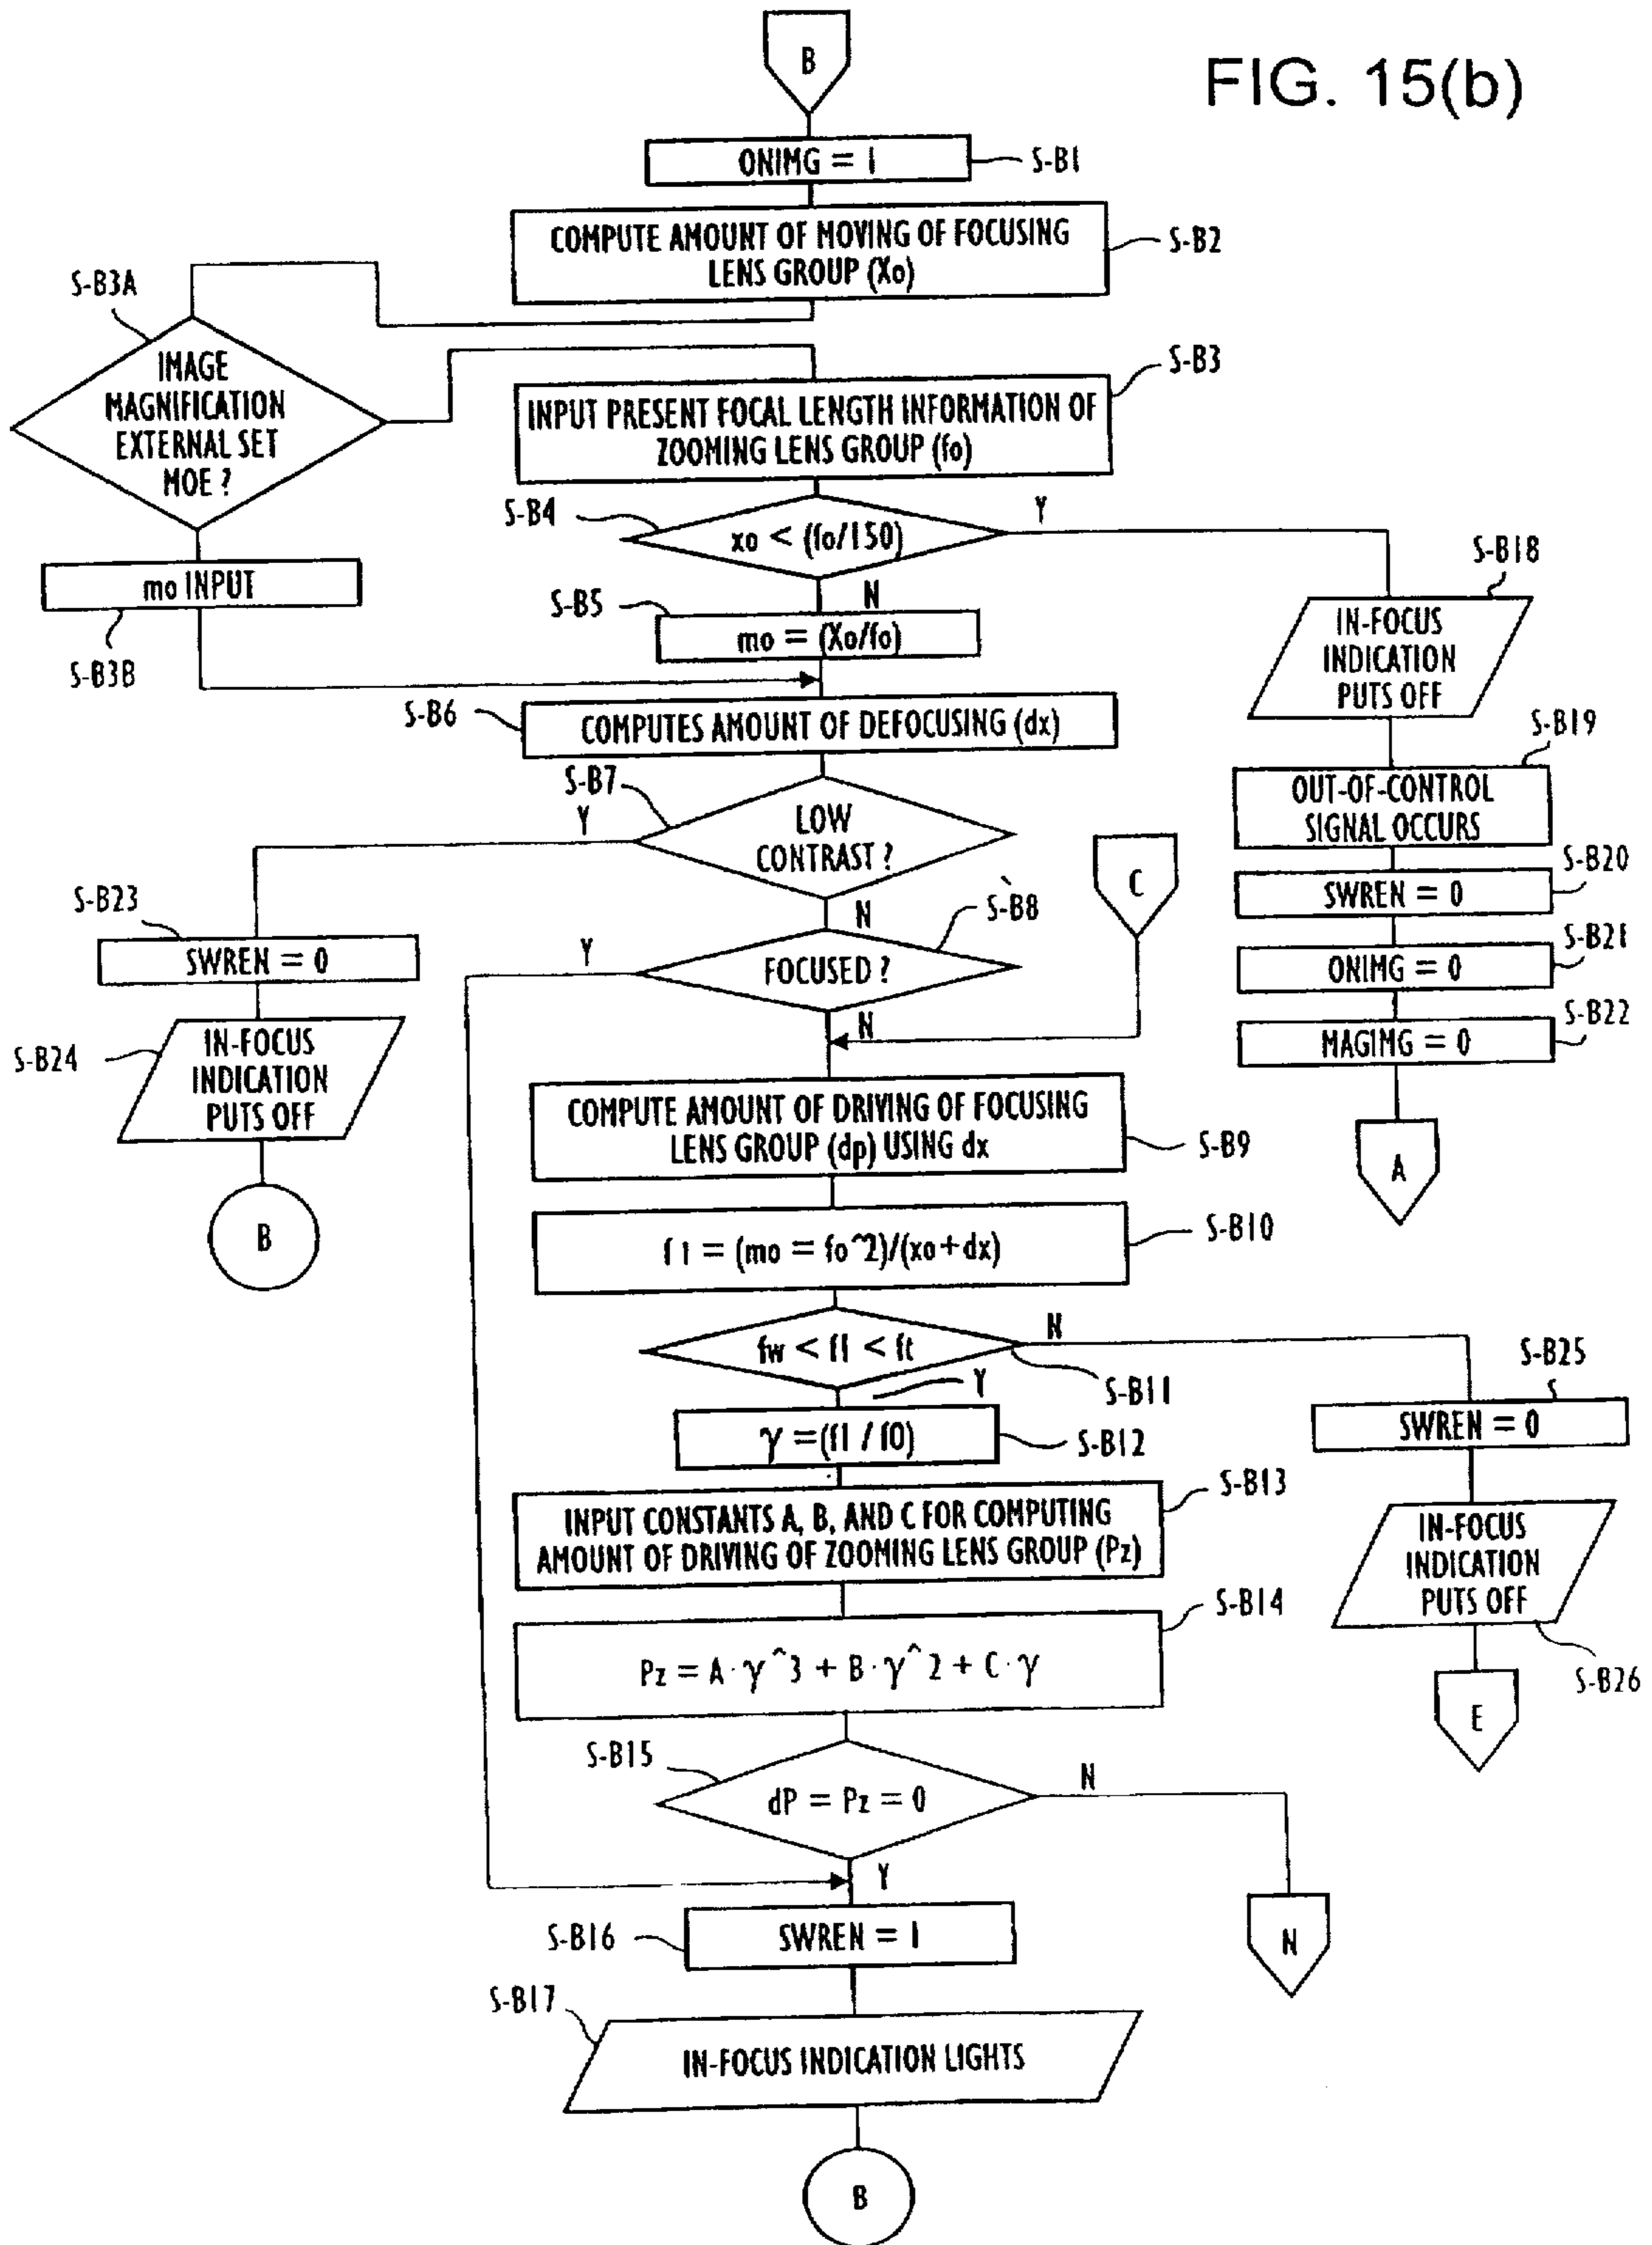 B
FIG. 15(b)
ONIMG = 1
S-B1
COMPUTE AMOUNT OF MOVING OF FOCUSING
LENS GROUP (Xo)
S-B2
S-B3A
IMAGE
MAGNIFICATION
EXTERNAL SET
MOE ?
S-B3
INPUT PRESENT FOCAL LENGTH INFORMATION OF
ZOOMING LENS GROUP (fo)
S-B4
xo < (fo/150)
Y
N
mo INPUT
S-B3B
S-B5
mo = (Xo/fo)
S-B18
IN-FOCUS
INDICATION
PUTS OFF
S-B6
COMPUTES AMOUNT OF DEFOCUSING (dx)
S-B19
OUT-OF-CONTROL
SIGNAL OCCURS
S-B7
LOW
CONTRAST ?
Y
N
C
S-B20
SWREN = 0
S-B23
SWREN = 0
S-B8
FOCUSED ?
Y
N
S-B21
ONIMG = 0
S-B22
MAGIMG = 0
S-B24
IN-FOCUS
INDICATION
PUTS OFF
B
COMPUTE AMOUNT OF DRIVING OF FOCUSING
LENS GROUP (dp) USING dx
S-B9
A
f1 = (mo = fo^2)/(xo+dx)
S-B10
fw < f1 < ft
N
Y
S-B11
S-B25
SWREN = 0
γ =(f1 / f0)
S-B12
S-B13
INPUT CONSTANTS A, B, AND C FOR COMPUTING
AMOUNT OF DRIVING OF ZOOMING LENS GROUP (Pz)
IN-FOCUS
INDICATION
PUTS OFF
S-B26
S-B14
Pz = A·γ^3 + B·γ^2 + C·γ
E
S-B15
dP = Pz = 0
N
Y
N
S-B16
SWREN = 1
S-B17
IN-FOCUS INDICATION LIGHTS
B